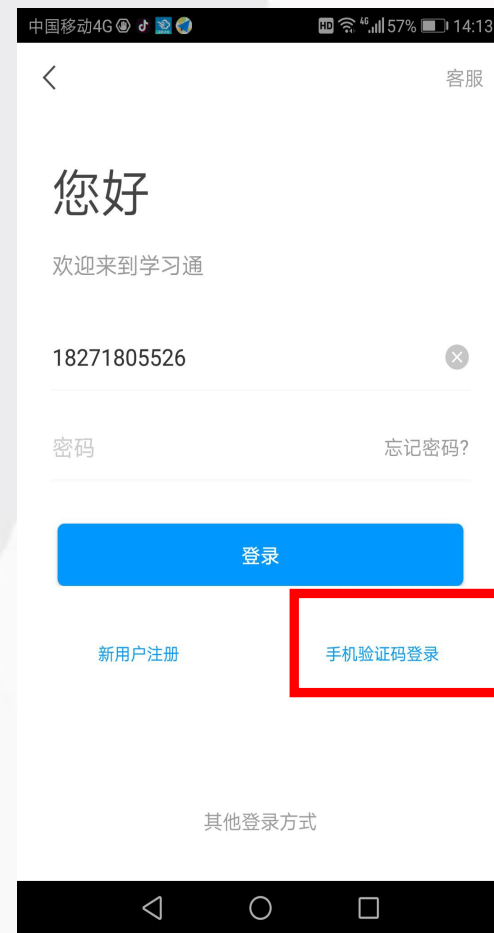 中国移动4G HD 46 57% 14:13
客服
您好
欢迎来到学习通
18271805526
密码 忘记密码?
登录
新用户注册 手机验证码登录
其他登录方式